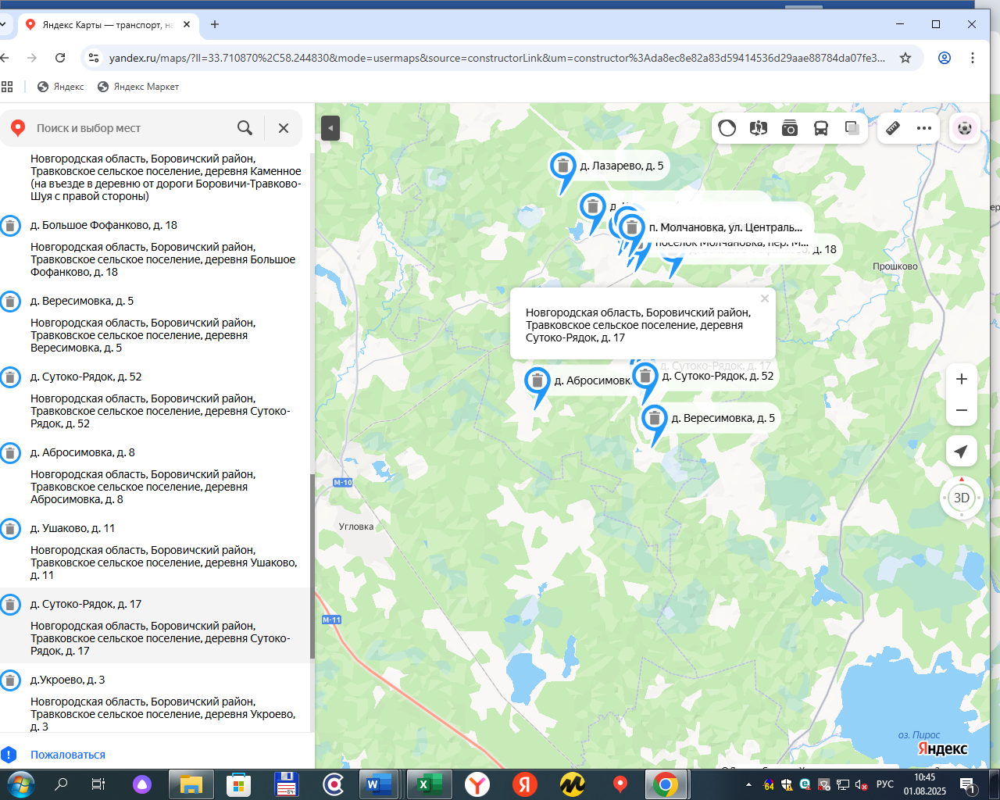 Яндекс Карты — транспорт, на
yandex.ru/maps/?ll=33.710870%2C58.244830&mode=usermaps&source=constructorLink&um=constructor%3Ada8ec8e82a83d59414536d29aae88784da07fe3...
Яндекс
Яндекс Маркет
Поиск и выбор мест
Новгородская область, Боровичский район,
Травковское сельское поселение, деревня Каменное
(на въезде в деревню от дороги Боровичи-Травково-
Шуя с правой стороны)
д. Большое Фофанково, д. 18
Новгородская область, Боровичский район,
Травковское сельское поселение, деревня Большое
Фофанково, д. 18
д. Вересимовка, д. 5
Новгородская область, Боровичский район,
Травковское сельское поселение, деревня
Вересимовка, д. 5
д. Сутоко-Рядок, д. 52
Новгородская область, Боровичский район,
Травковское сельское поселение, деревня Сутоко-
Рядок, д. 52
д. Абросимовка, д. 8
Новгородская область, Боровичский район,
Травковское сельское поселение, деревня
Абросимовка, д. 8
д. Ушаково, д. 11
Новгородская область, Боровичский район,
Травковское сельское поселение, деревня Ушаково,
д. 11
д. Сутоко-Рядок, д. 17
Новгородская область, Боровичский район,
Травковское сельское поселение, деревня Сутоко-
Рядок, д. 17
д.Укроево, д. 3
Новгородская область, Боровичский район,
Травковское сельское поселение, деревня Укроево,
д. 3
Пожаловаться
д. Лазарево, д. 5
п. Молчановка, ул. Централь...
поселок Молчановка, пер. М...
д. 18
Прошково
Новгородская область, Боровичский район,
Травковское сельское поселение, деревня
Сутоко-Рядок, д. 17
д. Сутоко-Рядок, д. 17
д. Абросимовк
д. Сутоко-Рядок, д. 52
д. Вересимовка, д. 5
М-10
Угловка
М-11
3D
оз. Пирос
Яндекс
64
РУС
10:45
01.08.2025
1